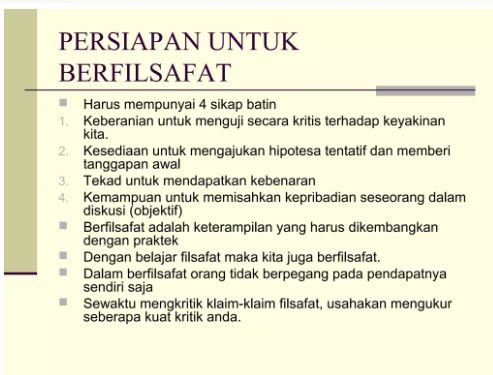 PERSIAPAN UNTUK
BERFILSAFAT
Harus mempunyai 4 sikap batin
1. Keberanian untuk menguji secara kritis terhadap keyakinan
kita.
2. Kesediaan untuk mengajukan hipotesa tentatif dan memberi
tanggapan awal
3. Tekad untuk mendapatkan kebenaran
4. Kemampuan untuk memisahkan kepribadian seseorang dalam
diskusi (objektif)
Berfilsafat adalah keterampilan yang harus dikembangkan
dengan praktek
Dengan belajar filsafat maka kita juga berfilsafat.
Dalam berfilsafat orang tidak berpegang pada pendapatnya
sendiri saja
Sewaktu mengkritik klaim-klaim filsafat, usahakan mengukur
seberapa kuat kritik anda.